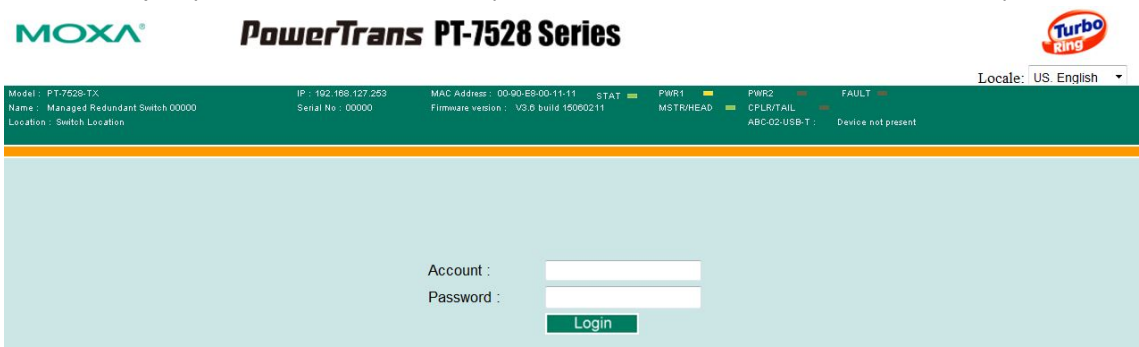 MOXA® PowerTrans PT-7528 Series Turbo Ring
Locale: US. English
Model : PT-7528-TX IP : 192.168.127.253 MAC Address : 00-90-E8-00-11-11 STAT PWR1 PWR2 FAULT
Name : Managed Redundant Switch 00000 Serial No : 00000 Firmware version : V3.6 build 15060211 MSTR/HEAD CPLR/TAIL
Location : Switch Location ABC-02-USB-T : Device not present
Account :
Password :
Login